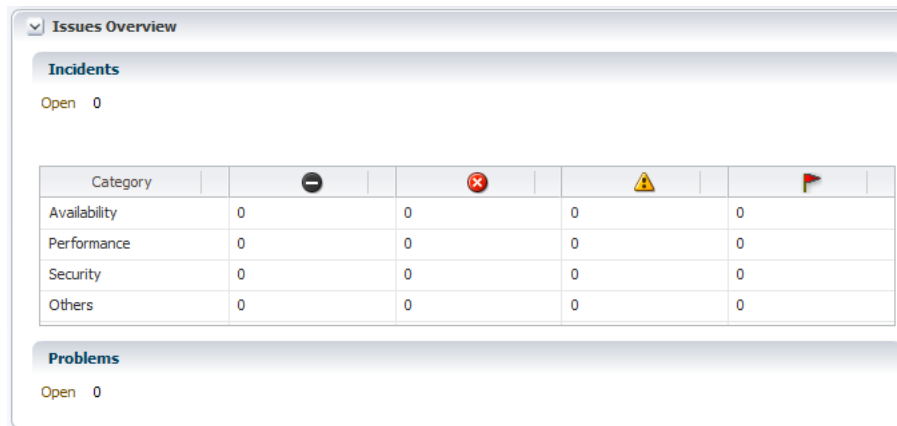 Issues Overview
Incidents
Open 0
Category
Availability 0 0 0 0
Performance 0 0 0 0
Security 0 0 0 0
Others 0 0 0 0
Problems
Open 0